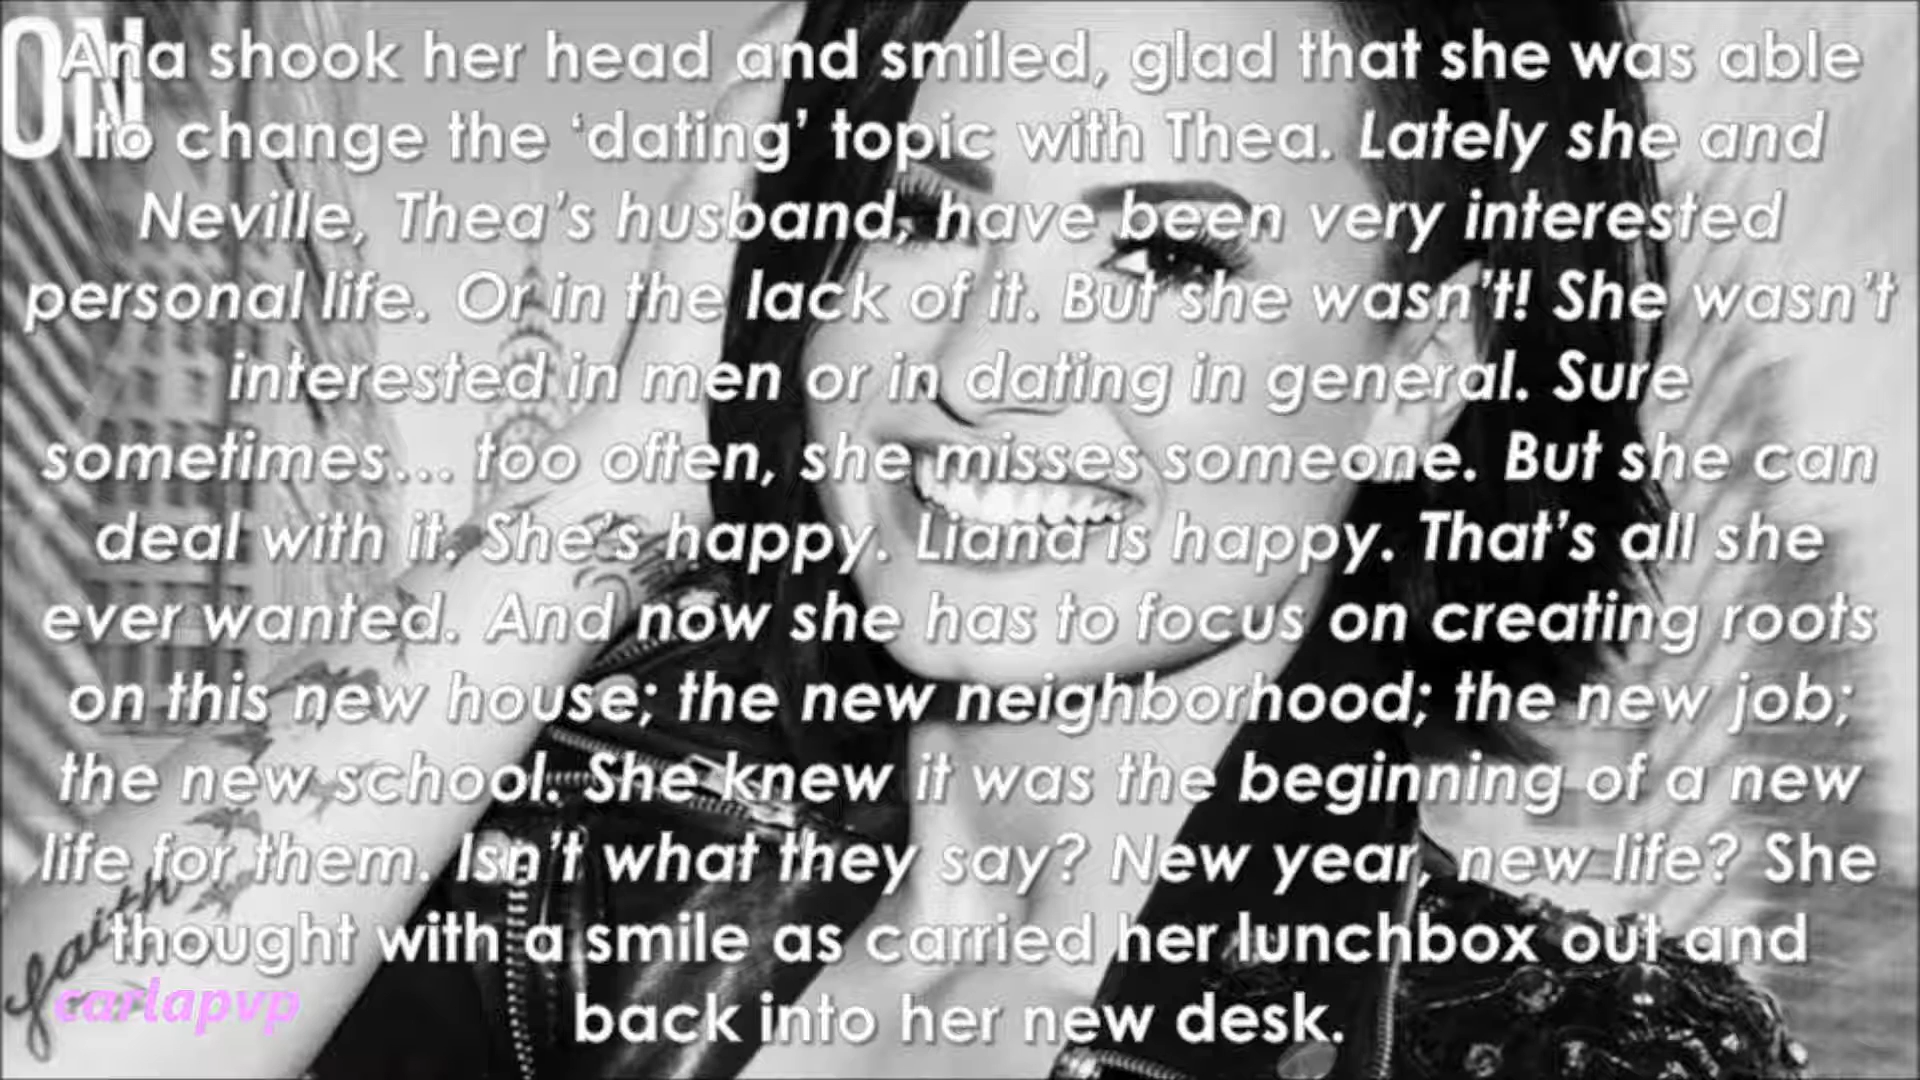 ON
Ana shook her head and smiled, glad that she was able
to change the ‘dating’ topic with Thea. Lately she and
Neville, Thea’s husband, have been very interested
personal life. Or in the lack of it. But she wasn’t! She wasn’t
interested in men or in dating in general. Sure
sometimes... too often, she misses someone. But she can
deal with it. She’s happy. Liana is happy. That’s all she
ever wanted. And now she has to focus on creating roots
on this new house; the new neighborhood; the new job;
the new school. She knew it was the beginning of a new
life for them. Isn’t what they say? New year, new life? She
thought with a smile as carried her lunchbox out and
back into her new desk.
faith
carlapvp